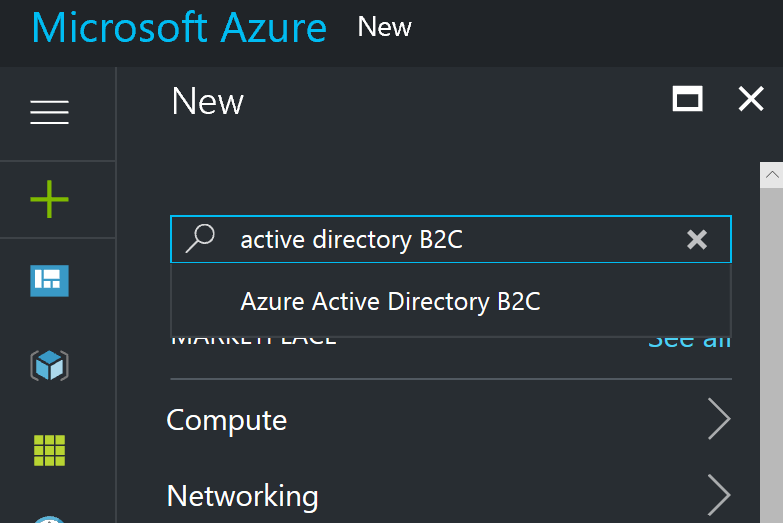 Microsoft Azure New
New
active directory B2C
Azure Active Directory B2C
MARKETPLACE See all
Compute
Networking